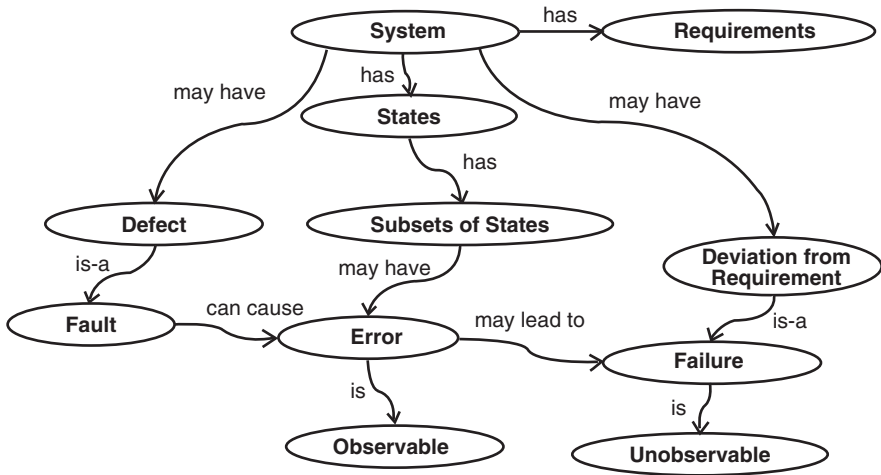 System
has
Requirements
may have
has
may have
States
has
Defect
Subsets of States
Deviation from
Requirement
is-a
may have
Fault
can cause
Error
may lead to
is-a
Failure
is
is
Observable
Unobservable